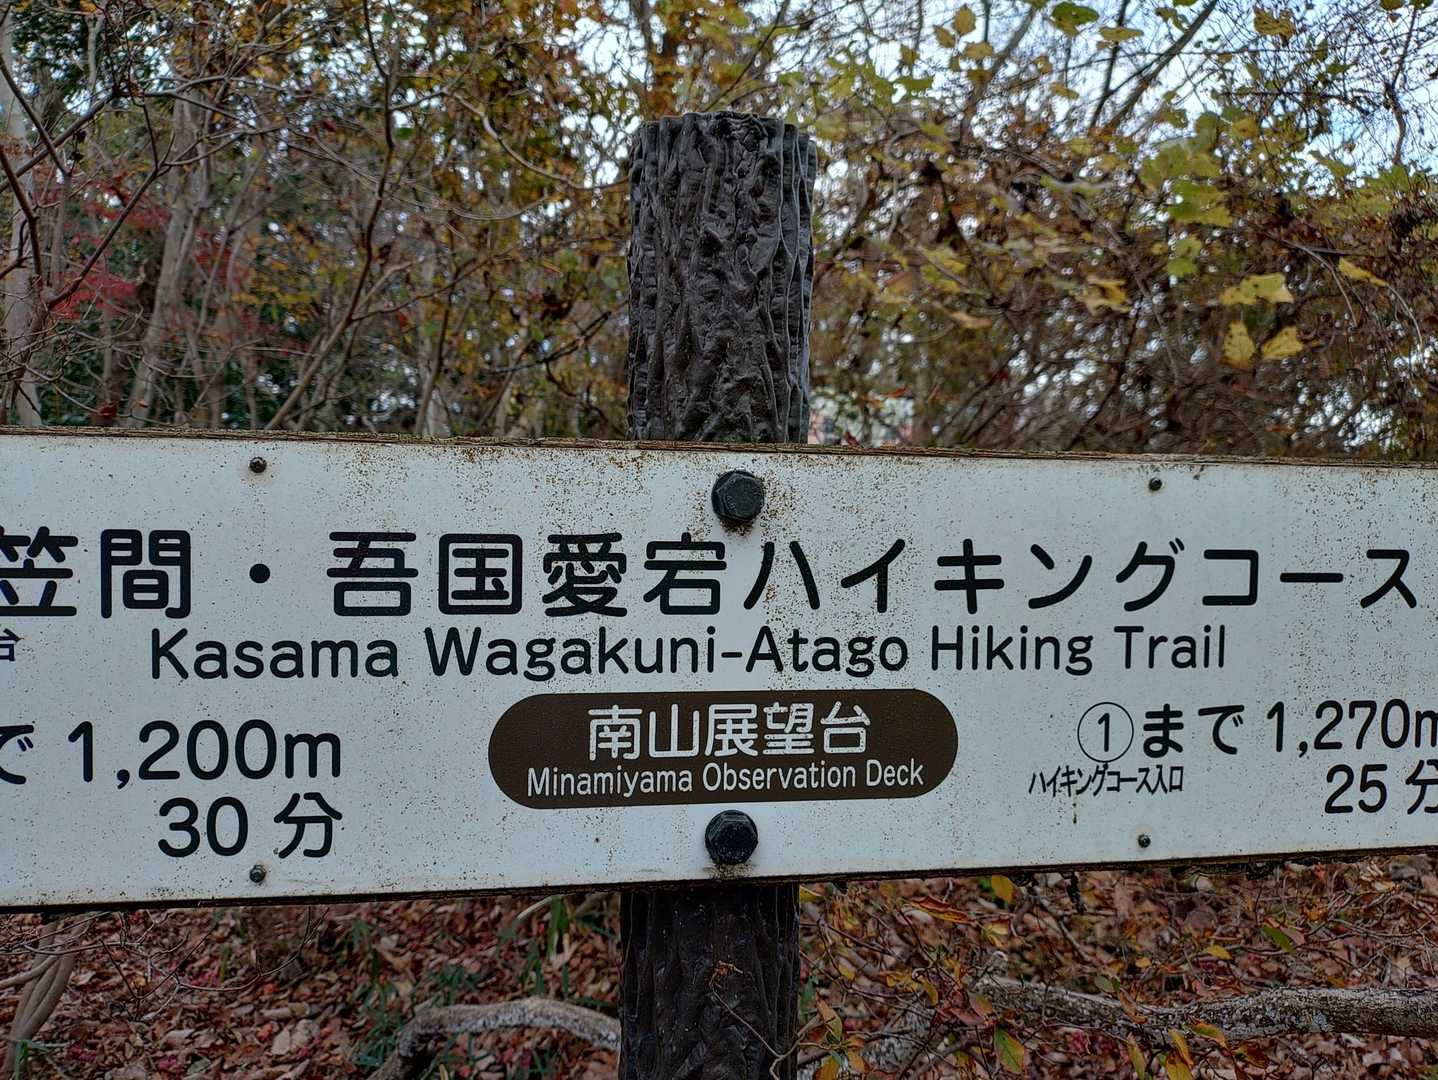 笠間・吾国愛宕ハイキングコース
台
Kasama Wagakuni-Atago Hiking Trail
で 1,200m
30 分
南山展望台
Minamiyama Observation Deck
①まで 1,270m
ハイキングコース入口
25 分